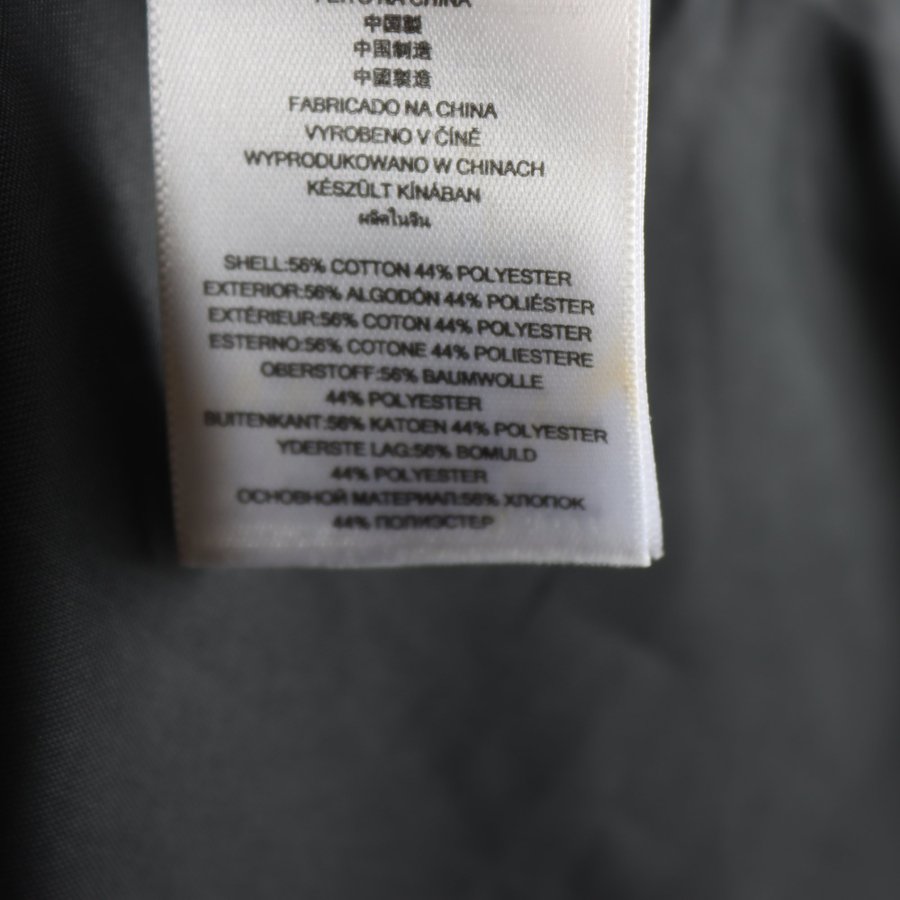 FEITO NA CHINA
中国製
中国制造
中國製造
FABRICADO NA CHINA
VYROBENO V ČÍNĚ
WYPRODUKOWANO W CHINACH
KÉSZÜLT KÍNÁBAN
ผลิตในจีน
SHELL:56% COTTON 44% POLYESTER
EXTERIOR:56% ALGODÓN 44% POLIÉSTER
EXTÉRIEUR:56% COTON 44% POLYESTER
ESTERNO:56% COTONE 44% POLIESTERE
OBERSTOFF:56% BAUMWOLLE
44% POLYESTER
BUITENKANT:56% KATOEN 44% POLYESTER
YDERSTE LAG:56% BOMULD
44% POLYESTER
ОСНОВНОЙ МАТЕРИАЛ:56% ХЛОПОК
44% ПОЛИЭСТЕР